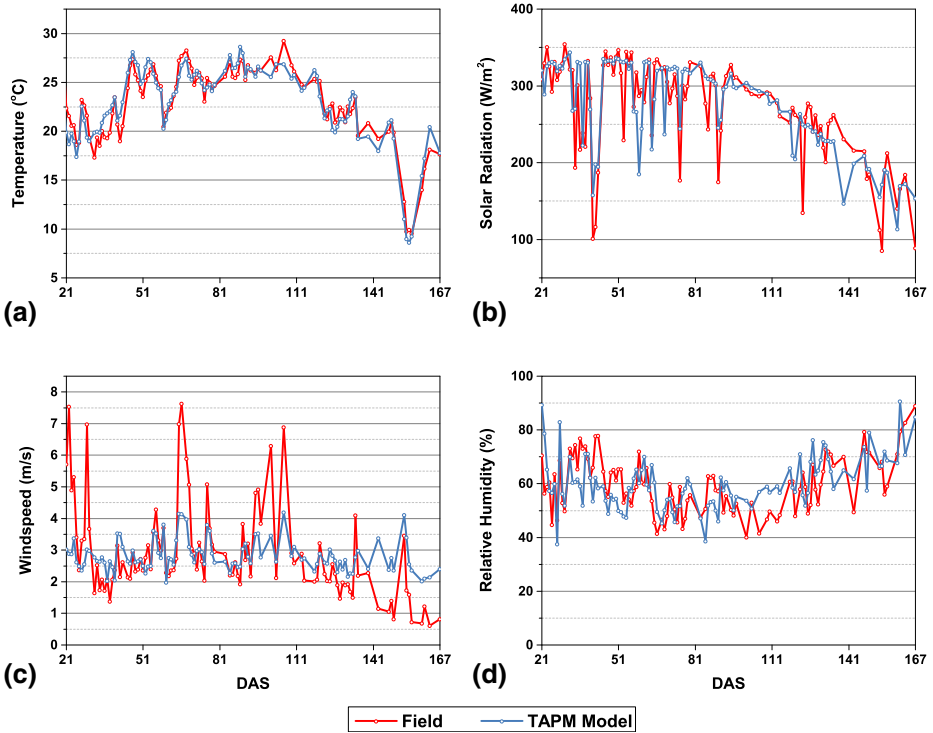 30
25
20
15
10
5
Temperature (°C)
21 51 81 111 141 167
(a)
400
300
200
100
Solar Radiation (W/m²)
21 51 81 111 141 167
(b)
8
7
6
5
4
3
2
1
0
Windspeed (m/s)
21 51 81 111 141 167
(c)
DAS
100
80
60
40
20
0
Relative Humidity (%)
21 51 81 111 141 167
(d)
DAS
Field TAPM Model